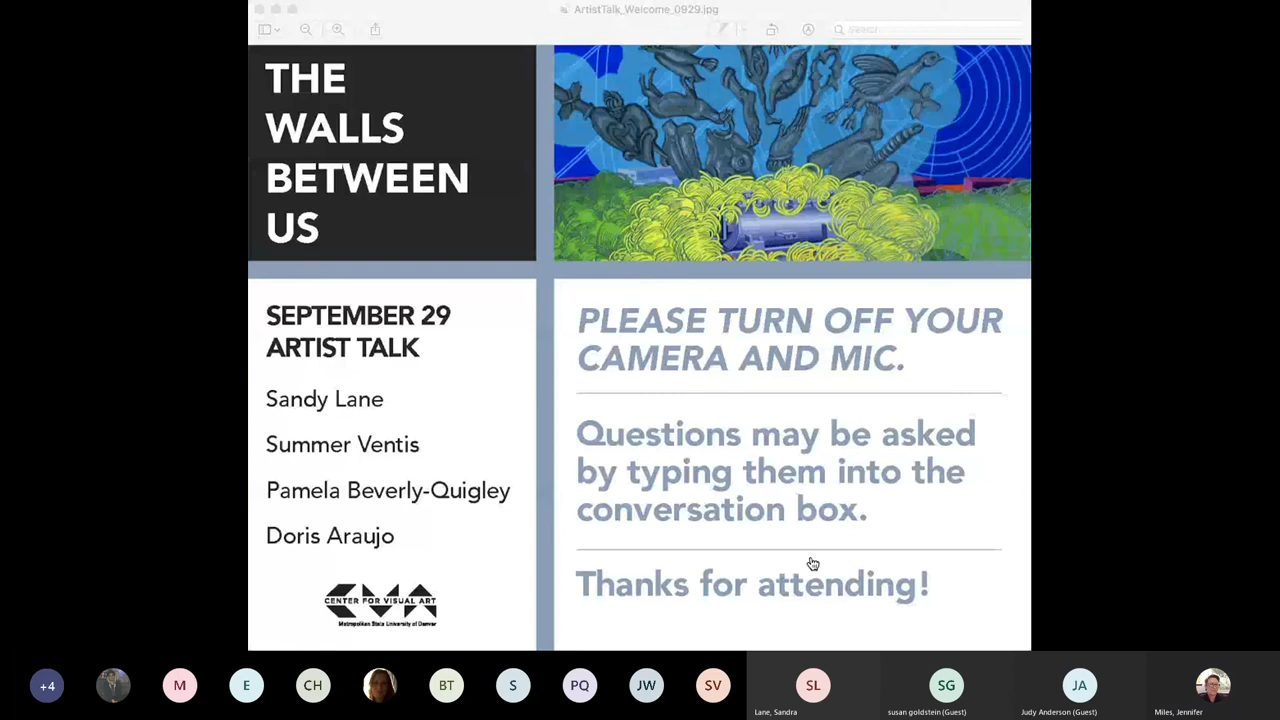 ArtistTalk_Welcome_0929.jpg
Search
THE
WALLS
BETWEEN
US
SEPTEMBER 29
ARTIST TALK
Sandy Lane
Summer Ventis
Pamela Beverly-Quigley
Doris Araujo
CENTER FOR VISUAL ART
Metropolitan State University of Denver
PLEASE TURN OFF YOUR
CAMERA AND MIC.
Questions may be asked
by typing them into the
conversation box.
Thanks for attending!
+4
M
E
CH
BT
S
PQ
JW
SV
SL
SG
JA
Lane, Sandra
susan goldstein (Guest)
Judy Anderson (Guest)
Miles, Jennifer